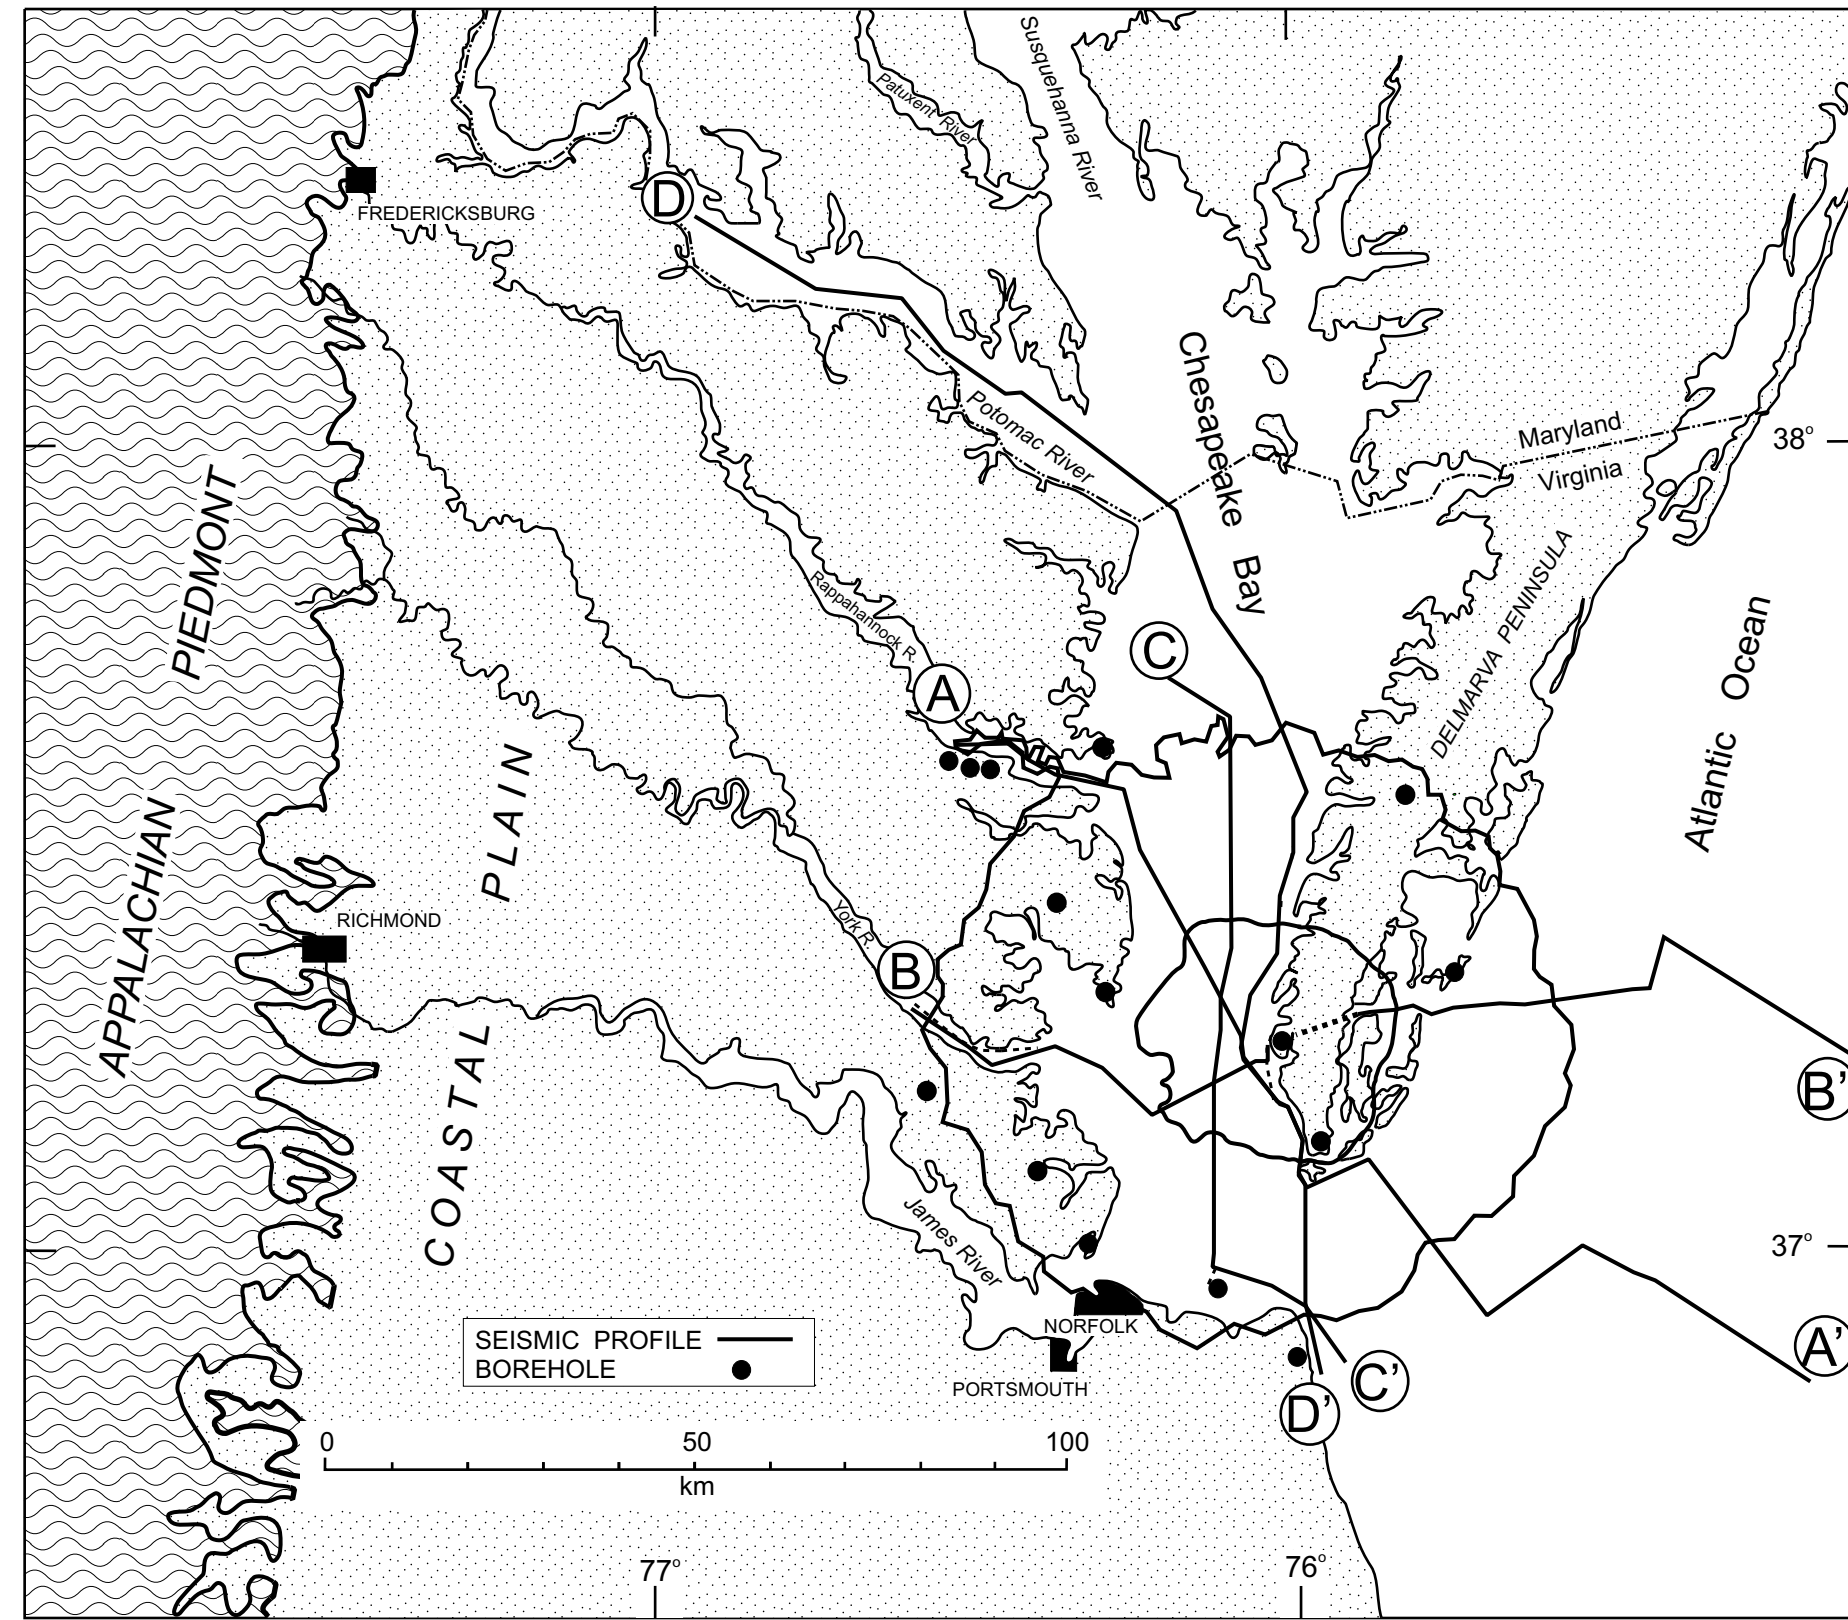 Susquehanna River
Patuxent River
D
FREDERICKSBURG
Chesapeake Bay
Potomac River
Maryland
38°
Virginia
APPALACHIAN PIEDMONT
DELMARVA PENINSULA
Rappahannock R.
C
A
Atlantic Ocean
COASTAL PLAIN
RICHMOND
York R.
B
B’
James River
37°
NORFOLK
SEISMIC PROFILE
BOREHOLE
A’
PORTSMOUTH
C’
D’
0 50 100
km
77°
76°